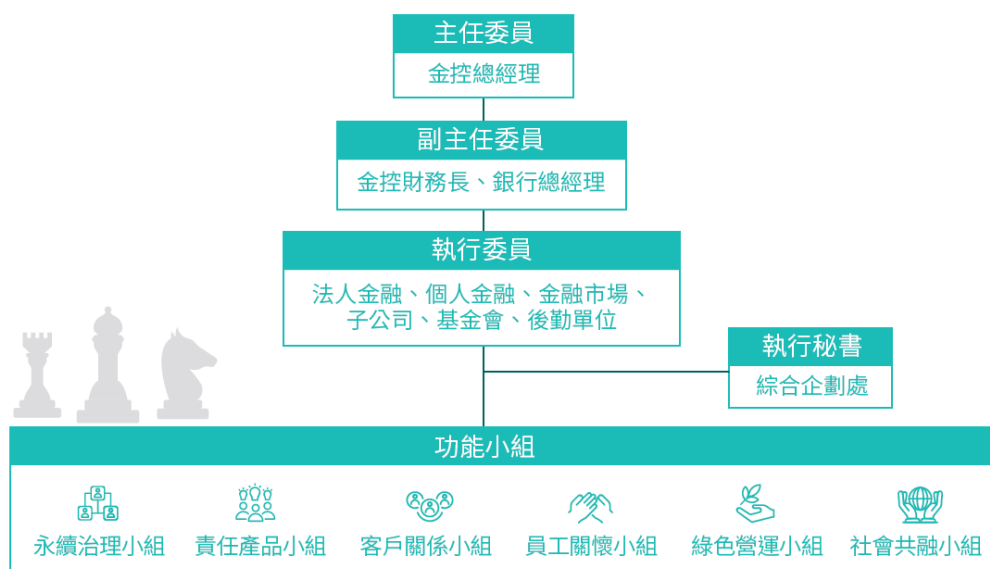 主任委員
金控總經理
副主任委員
金控財務長、銀行總經理
執行委員
法人金融、個人金融、金融市場、
子公司、基金會、後勤單位
執行秘書
綜合企劃處
功能小組
永續治理小組
責任產品小組
客戶關係小組
員工關懷小組
綠色營運小組
社會共融小組